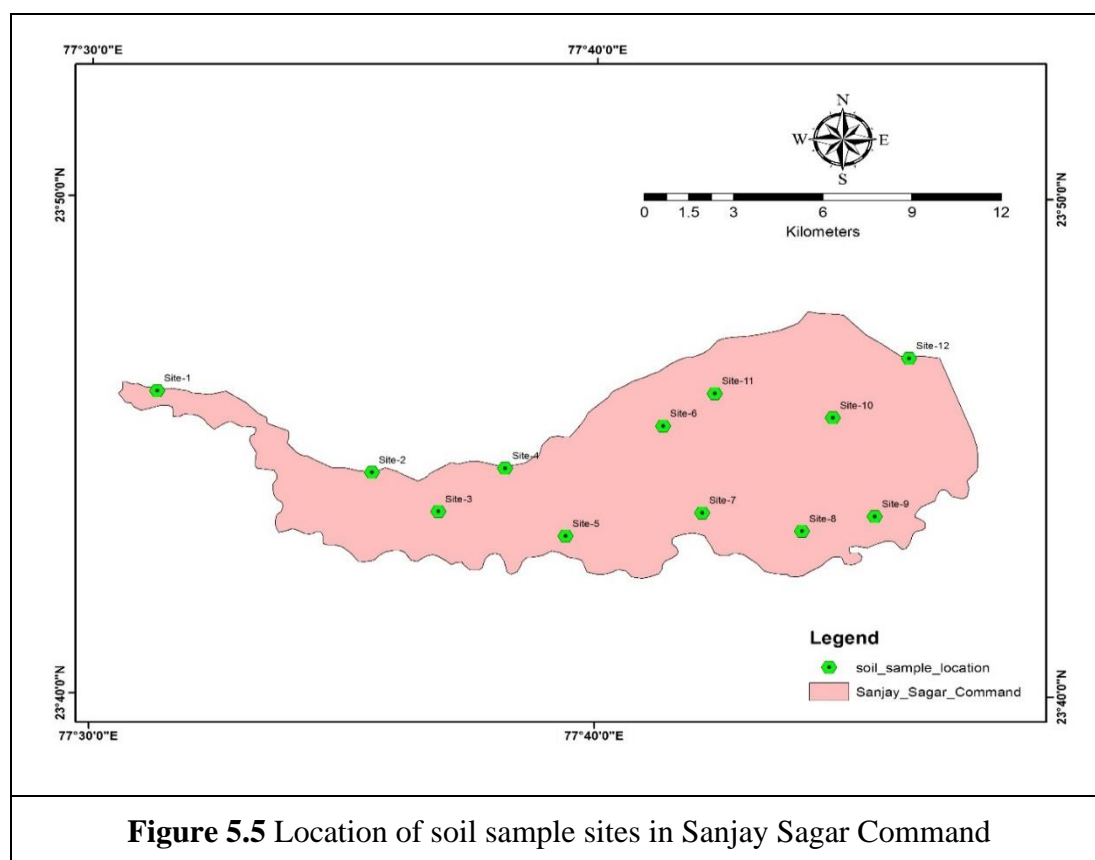 77°30'0"E
77°40'0"E
N
W
E
S
23°50'0"N
23°50'0"N
0 1.5 3 6 9 12
Kilometers
Site-1
Site-12
Site-11
Site-10
Site-6
Site-4
Site-2
Site-3
Site-7
Site-9
Site-8
Site-5
Legend
soil_sample_location
Sanjay_Sagar_Command
23°40'0"N
23°40'0"N
77°30'0"E
77°40'0"E
Figure 5.5 Location of soil sample sites in Sanjay Sagar Command